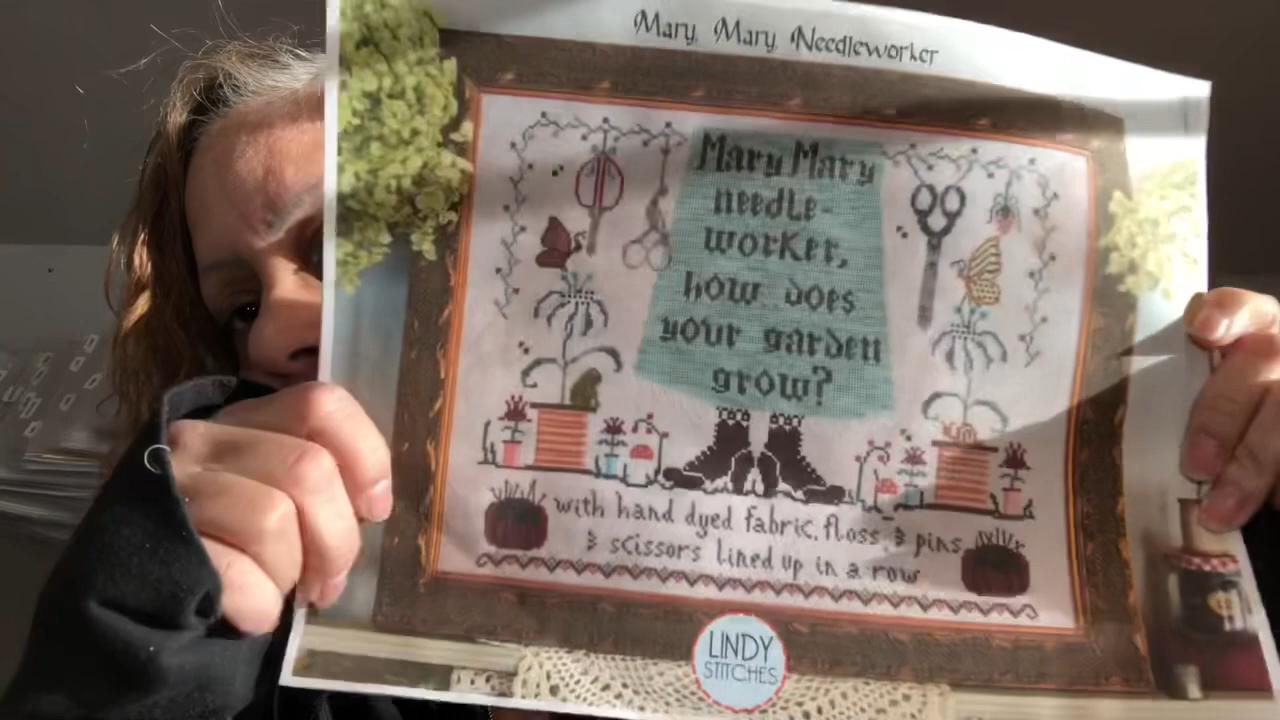 Mary, Mary, Needleworker
Mary Mary
needle-
worker,
how does
your garden
grow?
with hand dyed fabric, floss, & pins
& scissors lined up in a row
LINDY
STITCHES